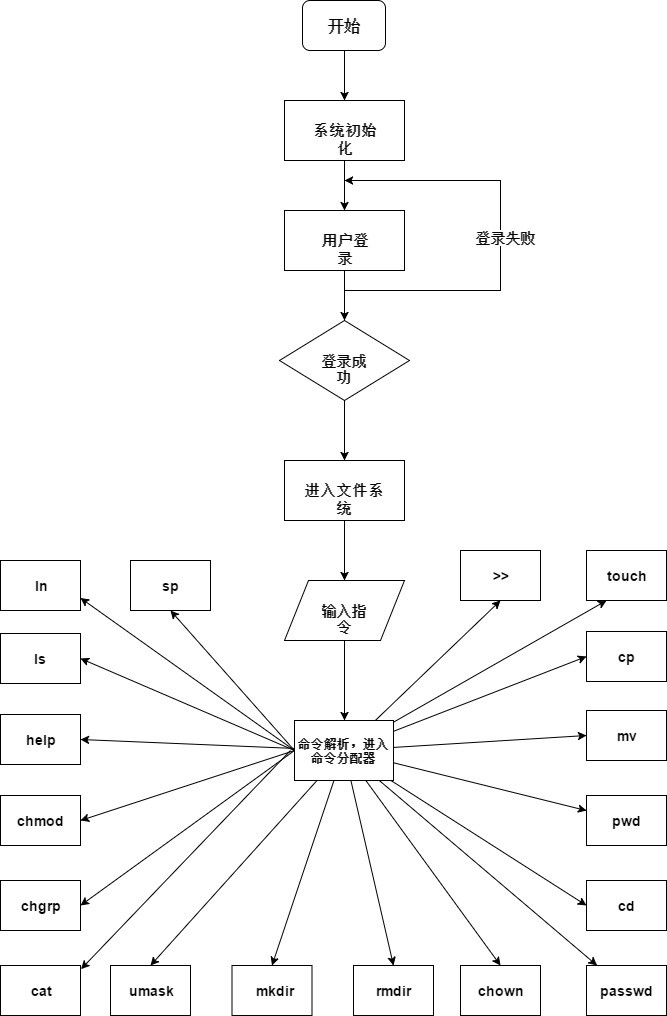 开始
系统初始
化
用户登
录
登录失败
登录成
功
进入文件系
统
输入指
令
ln
sp
>>
touch
ls
cp
help
命令解析，进入
命令分配器
mv
chmod
pwd
chgrp
cd
cat
umask
mkdir
rmdir
chown
passwd